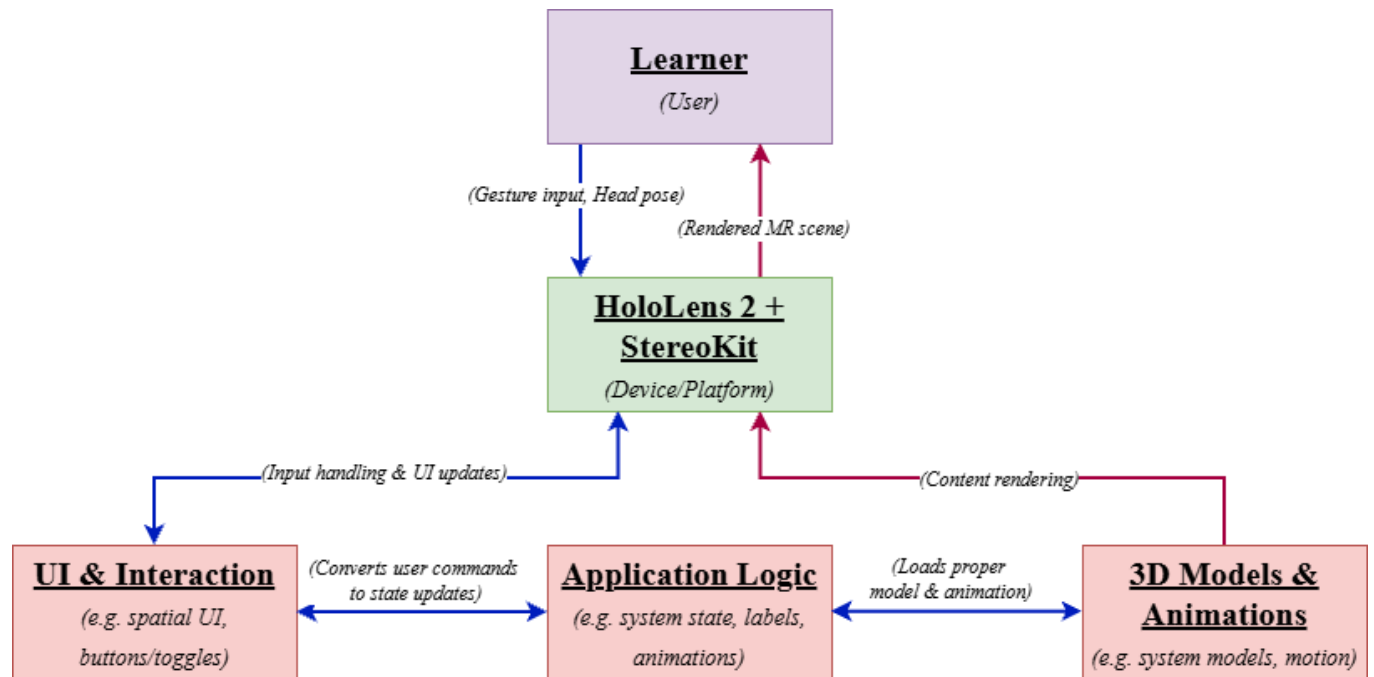 Learner
(User)
(Gesture input, Head pose)
(Rendered MR scene)
HoloLens 2 +
StereoKit
(Device/Platform)
(Input handling & UI updates)
(Content rendering)
UI & Interaction
(e.g. spatial UI,
buttons/toggles)
(Converts user commands
to state updates)
Application Logic
(e.g. system state, labels,
animations)
(Loads proper
model & animation)
3D Models &
Animations
(e.g. system models, motion)